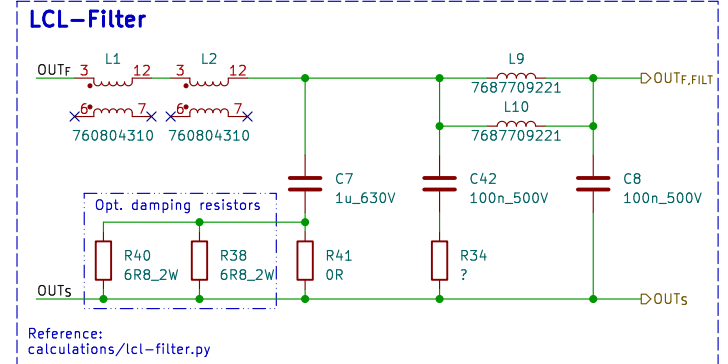 LCL-Filter
L1
L2
L9
OUTF
3
12
3
12
OUTF,FILT
7687709221
6
7
6
7
L10
760804310
760804310
7687709221
C7
1u_630V
C42
100n_500V
C8
100n_500V
Opt. damping resistors
R40
6R8_2W
R38
6R8_2W
R41
0R
R34
?
OUTS
OUTS
Reference:
calculations/lcl-filter.py